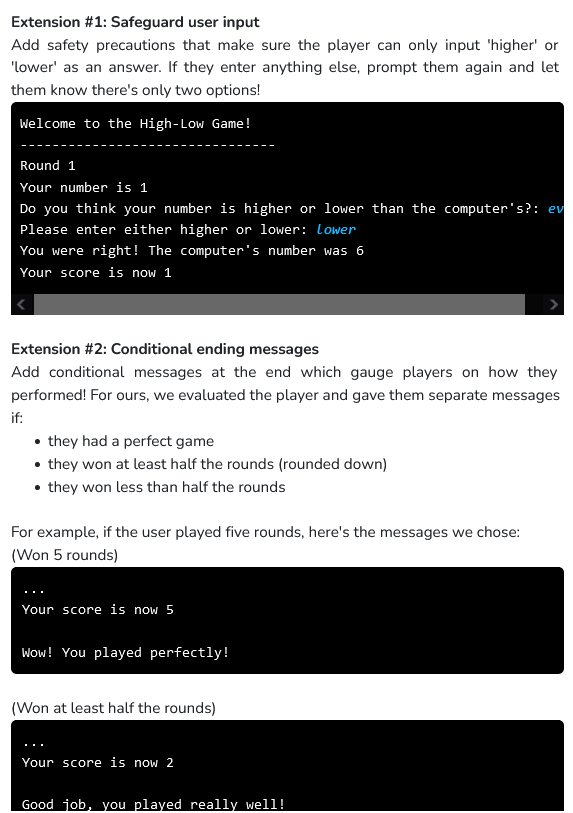 Extension #1: Safeguard user input
Add safety precautions that make sure the player can only input 'higher' or
'lower' as an answer. If they enter anything else, prompt them again and let
them know there's only two options!
Welcome to the High-Low Game!
--------------------------------
Round 1
Your number is 1
Do you think your number is higher or lower than the computer's?: ev
Please enter either higher or lower: lower
You were right! The computer's number was 6
Your score is now 1
Extension #2: Conditional ending messages
Add conditional messages at the end which gauge players on how they
performed! For ours, we evaluated the player and gave them separate messages
if:
• they had a perfect game
• they won at least half the rounds (rounded down)
• they won less than half the rounds
For example, if the user played five rounds, here's the messages we chose:
(Won 5 rounds)
...
Your score is now 5
Wow! You played perfectly!
(Won at least half the rounds)
...
Your score is now 2
Good job, you played really well!